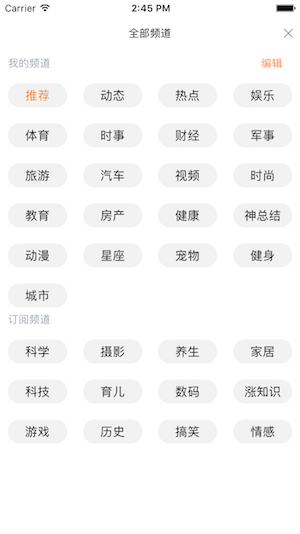 Carrier 2:45 PM
全部频道
我的频道 编辑
推荐 动态 热点 娱乐
体育 时事 财经 军事
旅游 汽车 视频 时尚
教育 房产 健康 神总结
动漫 星座 宠物 健身
城市
订阅频道
科学 摄影 养生 家居
科技 育儿 数码 涨知识
游戏 历史 搞笑 情感